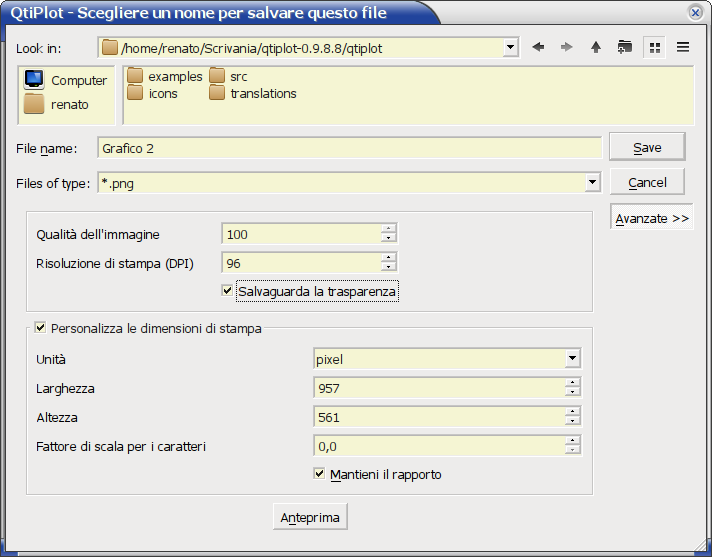 QtiPlot - Scegliere un nome per salvare questo file
Look in: /home/renato/Scrivania/qtiplot-0.9.8.8/qtiplot
Computer
renato
examples src
icons translations
File name: Grafico 2 Save
Files of type: *.png Cancel
Avanzate >>
Qualità dell'immagine 100
Risoluzione di stampa (DPI) 96
Salvaguarda la trasparenza
Personalizza le dimensioni di stampa
Unità pixel
Larghezza 957
Altezza 561
Fattore di scala per i caratteri 0,0
Mantieni il rapporto
Anteprima